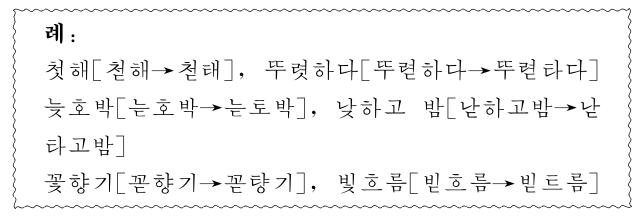 례:
첫해[첟해→천태], 뚜렷하다[뚜렫하다→뚜렫타다]
늦호박[늗호박→늗토박], 낮하고 밤[낟하고밤→낟
타고밤]
꽃향기[꼳향기→꼳턍기], 빛흐름[빋흐름→빋트름]